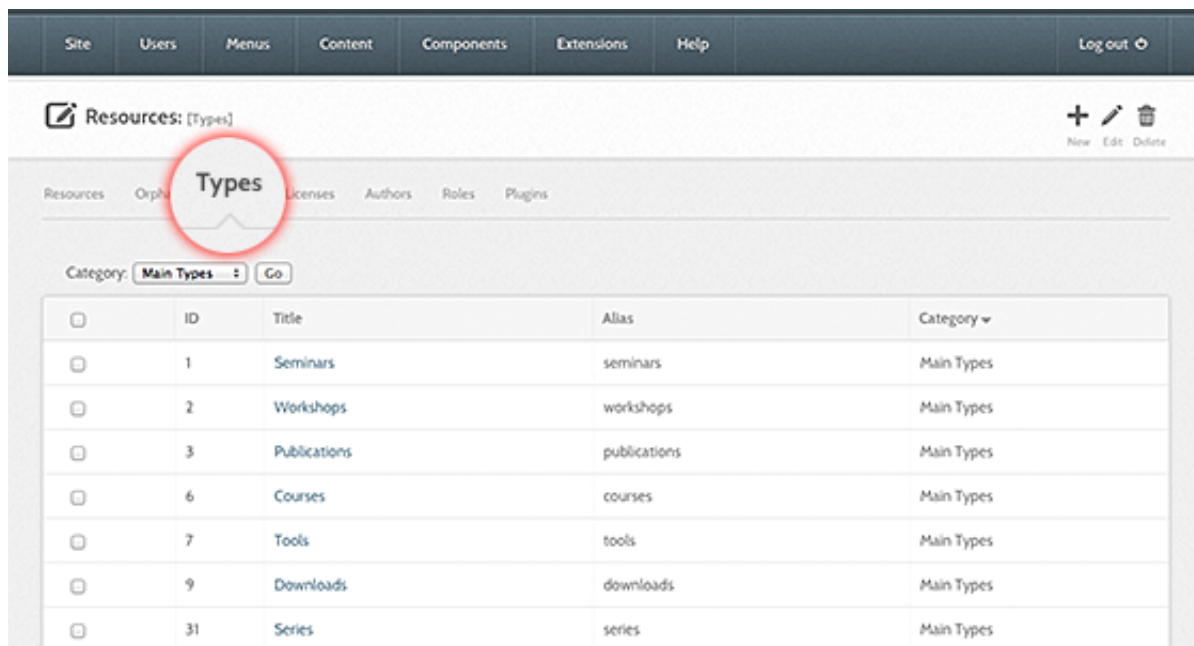 Site Users Menus Content Components Extensions Help Log out
Resources: [Types]
New Edit Delete
Resources Types Licenses Authors Roles Plugins
Category: Main Types Go
ID Title Alias Category
1 Seminars seminars Main Types
2 Workshops workshops Main Types
3 Publications publications Main Types
6 Courses courses Main Types
7 Tools tools Main Types
9 Downloads downloads Main Types
31 Series series Main Types